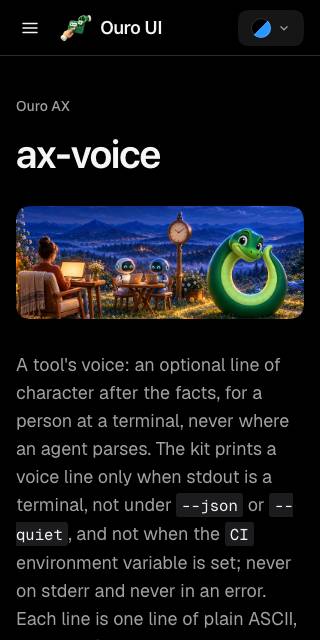 Ouro UI
Ouro AX
ax-voice
A tool's voice: an optional line of
character after the facts, for a
person at a terminal, never where
an agent parses. The kit prints a
voice line only when stdout is a
terminal, not under --json or --
quiet, and not when the CI
environment variable is set; never
on stderr and never in an error.
Each line is one line of plain ASCII,